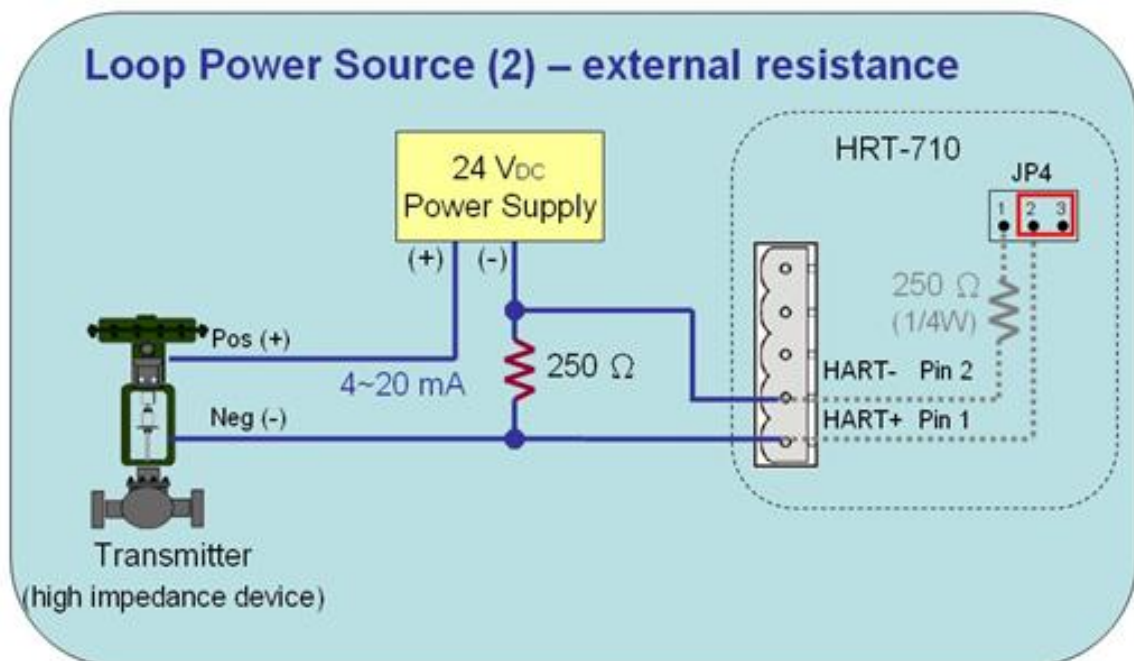 Loop Power Source (2) – external resistance
24 VDC
Power Supply
(+) (-)
HRT-710
JP4
1 2 3
250 Ω
(1/4W)
Pos (+)
4~20 mA
250 Ω
HART- Pin 2
Neg (-)
HART+ Pin 1
Transmitter
(high impedance device)